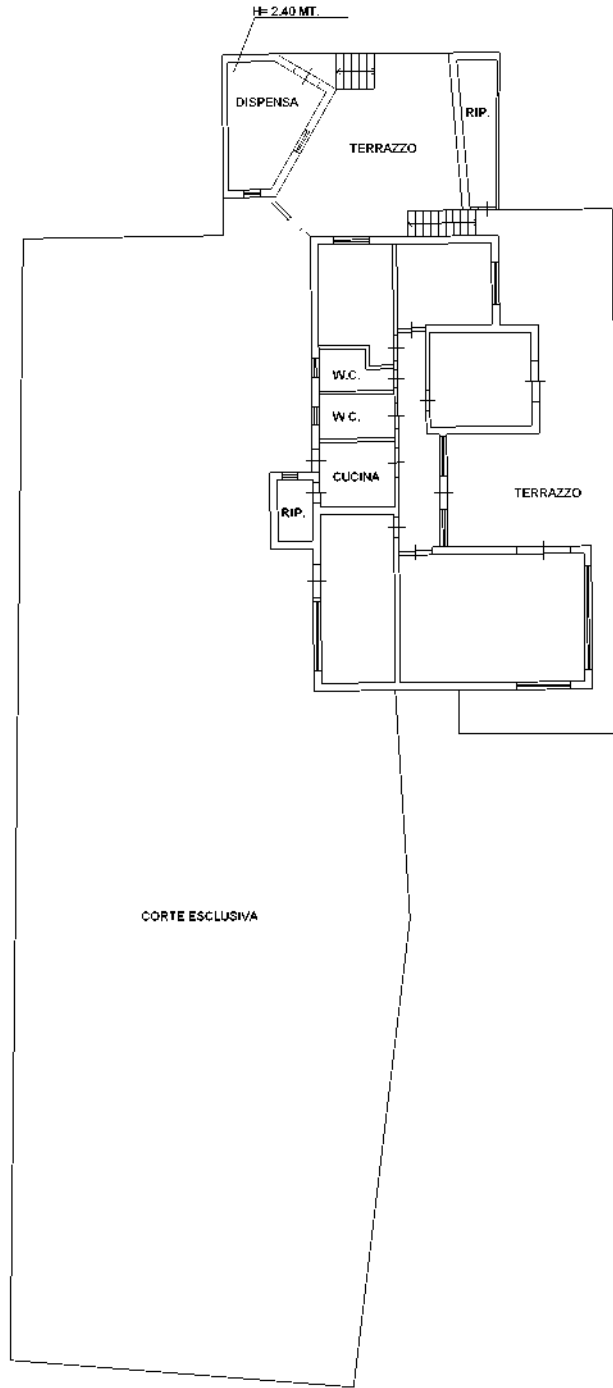 H= 2.40 MT.
DISPENSA
RIP.
TERRAZZO
W.C.
W.C.
CUCINA
TERRAZZO
RIP.
CORTE ESCLUSIVA